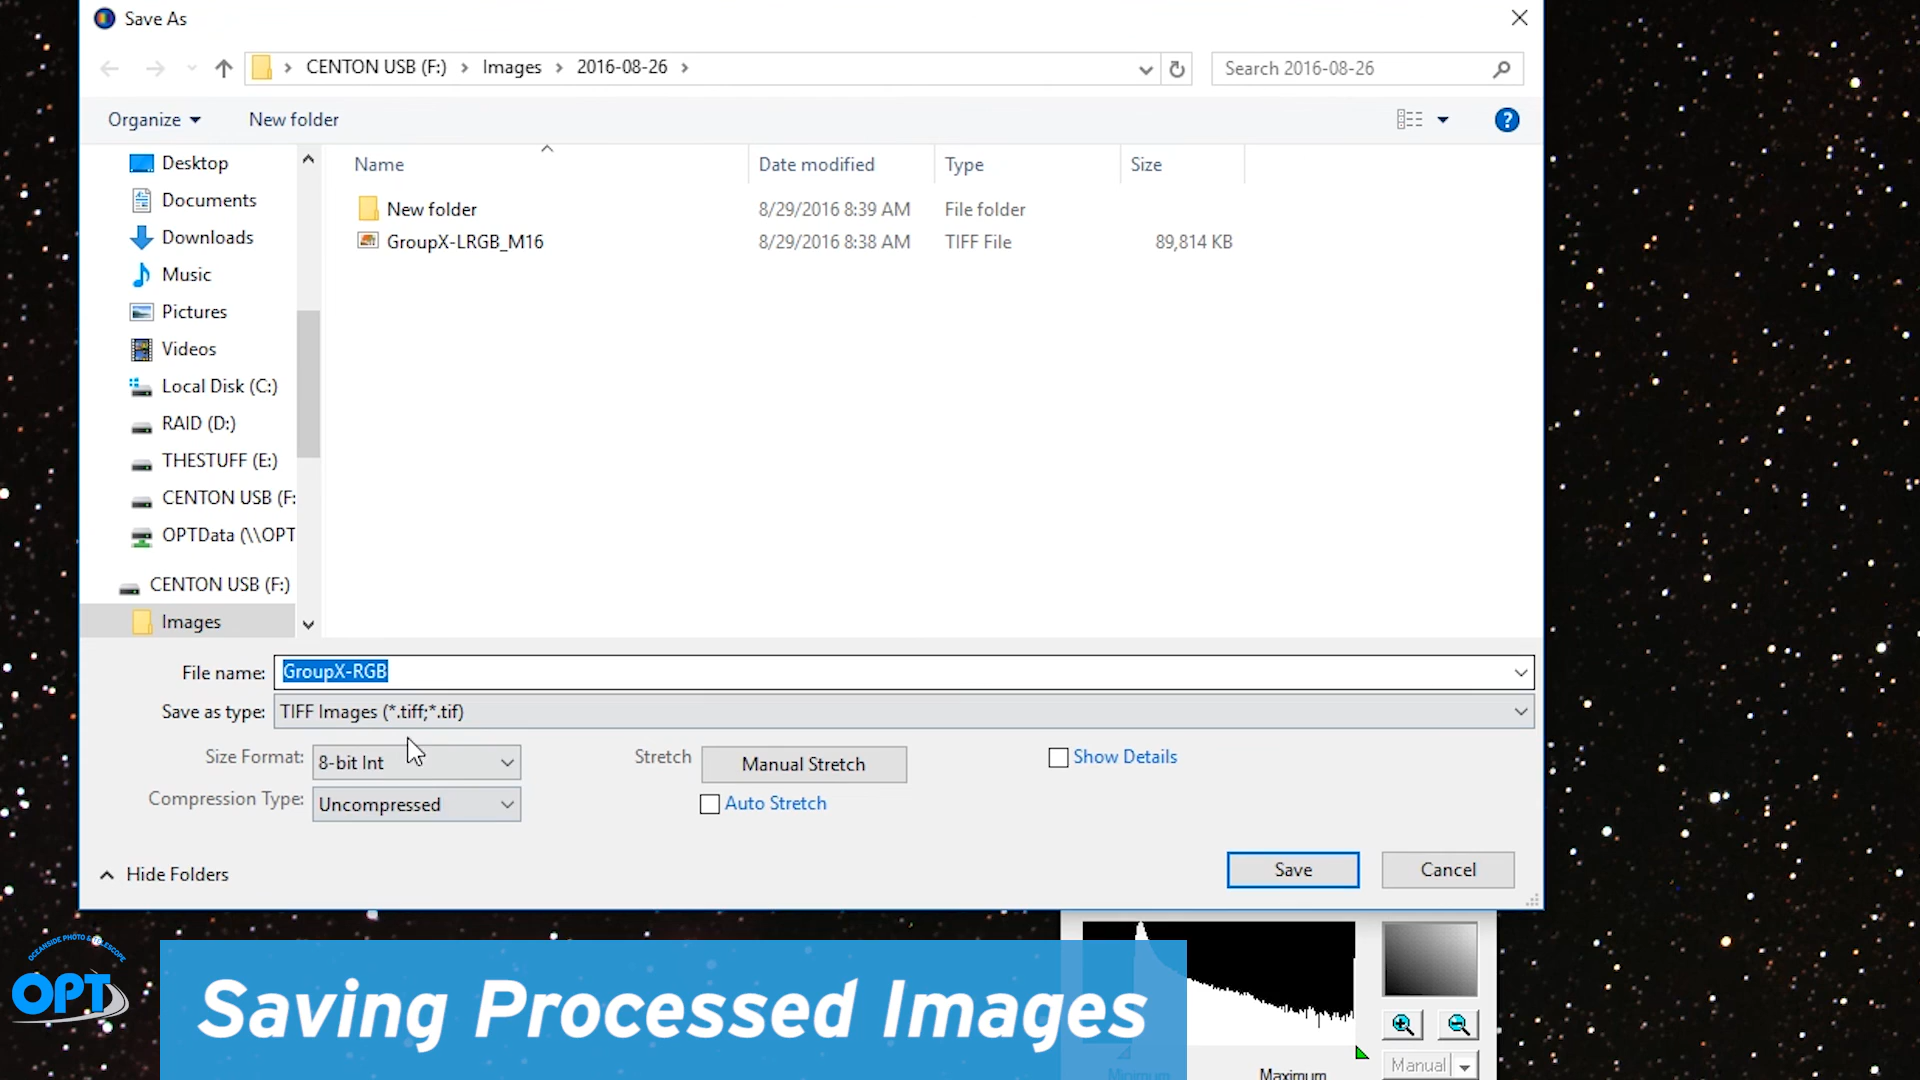 Save As
CENTON USB (F:) > Images > 2016-08-26 >
Search 2016-08-26
Organize
New folder
Name
Date modified
Type
Size
Desktop
Documents
Downloads
Music
Pictures
Videos
Local Disk (C:)
RAID (D:)
THESTUFF (E:)
CENTON USB (F:
OPTData (\\OPT
CENTON USB (F:)
Images
New folder 8/29/2016 8:39 AM File folder
GroupX-LRGB_M16 8/29/2016 8:38 AM TIFF File 89,814 KB
File name: GroupX-RGB
Save as type: TIFF Images (*.tiff;*.tif)
Size Format: 8-bit Int
Compression Type: Uncompressed
Stretch Manual Stretch
Auto Stretch
Show Details
Hide Folders
Save
Cancel
OCEANSIDE PHOTO & TELESCOPE
OPT
Saving Processed Images
Minimum
Maximum
Manual